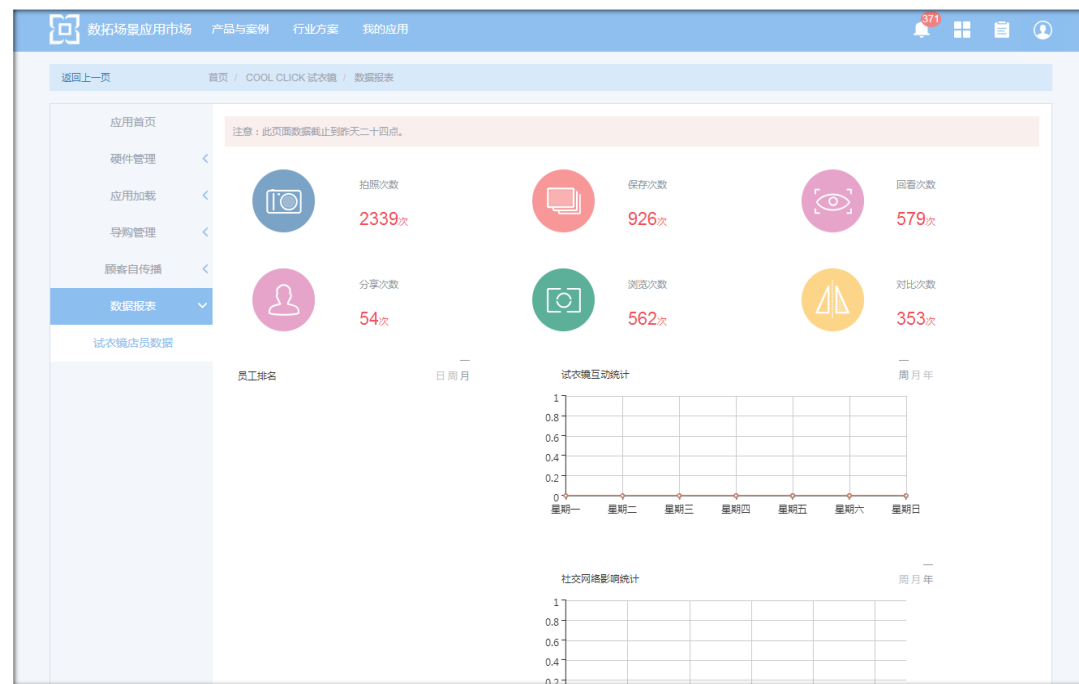 数拓场景应用市场 产品与案例 行业方案 我的应用 371
返回上一页 首页 / COOL CLICK 试衣镜 / 数据报表
应用首页
硬件管理
应用加载
导购管理
顾客自传播
数据报表
试衣镜店员数据
注意：此页面数据截止到昨天二十四点。
拍照次数 保存次数 回看次数
2339次 926次 579次
分享次数 浏览次数 对比次数
54次 562次 353次
员工排名 日 周 月
试衣镜互动统计 周 月 年
1
0.8
0.6
0.4
0.2
0
星期一 星期二 星期三 星期四 星期五 星期六 星期日
社交网络影响统计 周 月 年
1
0.8
0.6
0.4
0.2